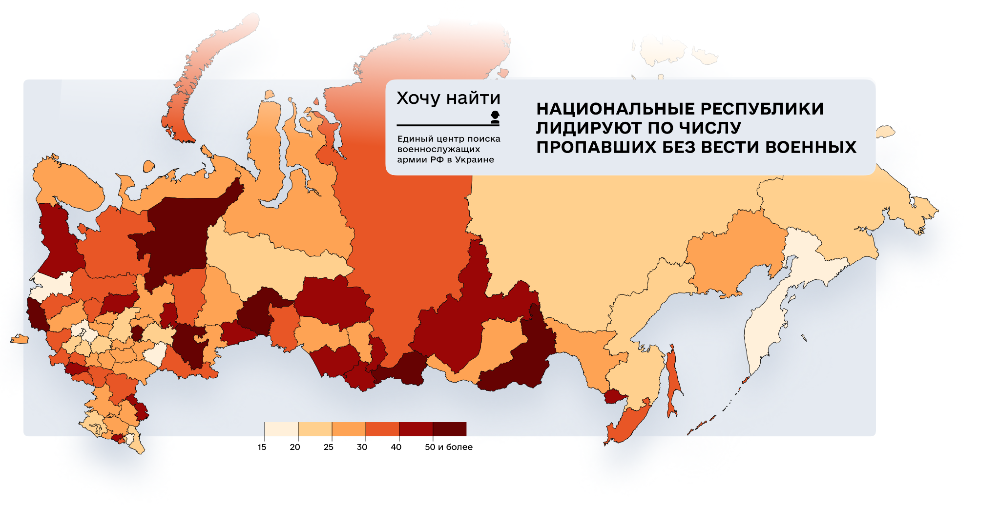 Хочу найти
Единый центр поиска
военнослужащих
армии РФ в Украине
НАЦИОНАЛЬНЫЕ РЕСПУБЛИКИ
ЛИДИРУЮТ ПО ЧИСЛУ
ПРОПАВШИХ БЕЗ ВЕСТИ ВОЕННЫХ
15 20 25 30 40 50 и более